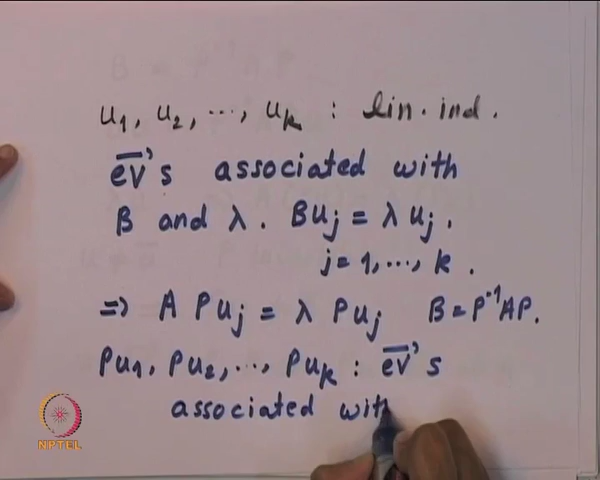 u₁, u₂, ..., uₖ : lin. ind.
ev's associated with
B and λ. Buⱼ = λ uⱼ.
j = 1, ..., k.
=> A P uⱼ = λ P uⱼ B = P⁻¹AP.
Pu₁, Pu₂, ..., Puₖ : ev's
associated with
NPTEL